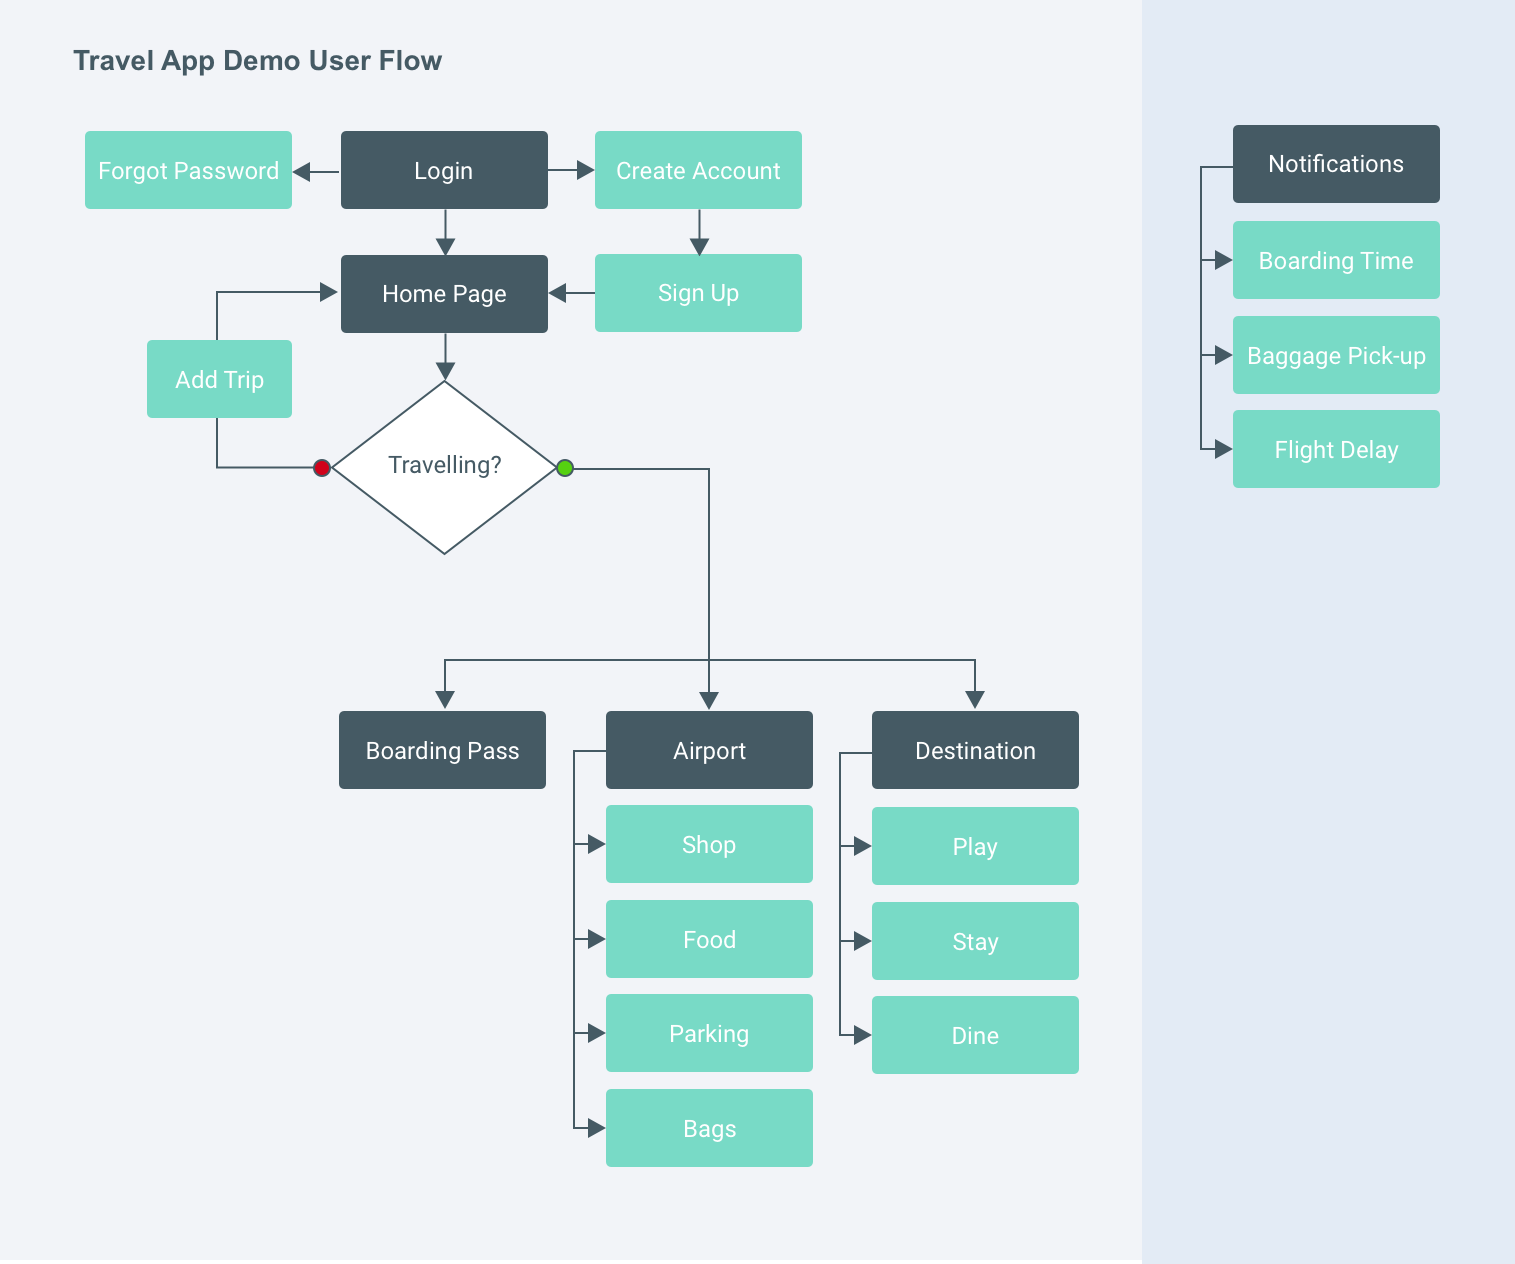 Travel App Demo User Flow
Forgot Password
Login
Create Account
Home Page
Sign Up
Add Trip
Travelling?
Boarding Pass
Airport
Shop
Food
Parking
Bags
Destination
Play
Stay
Dine
Notifications
Boarding Time
Baggage Pick-up
Flight Delay